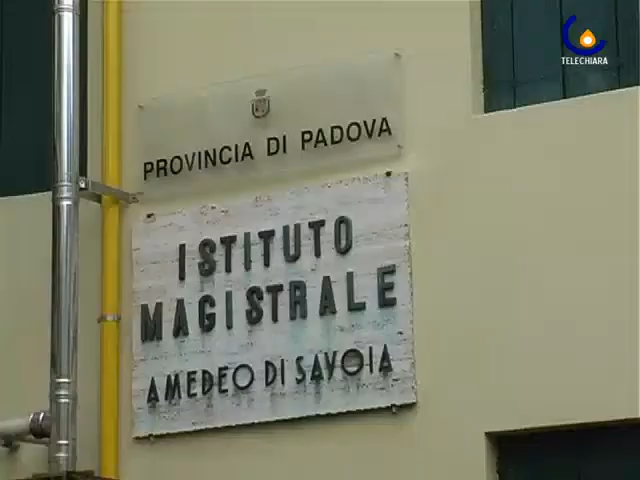 TELECHIARA
PROVINCIA DI PADOVA
ISTITUTO
MAGISTRALE
AMEDEO DI SAVOIA